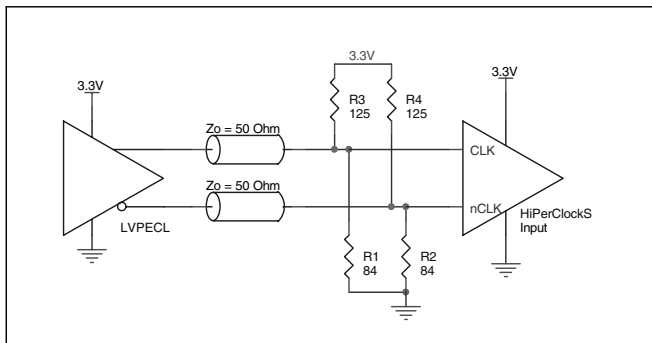 3.3V
R3
125
R4
125
3.3V
3.3V
Zo = 50 Ohm
CLK
Zo = 50 Ohm
nCLK
HiPerClockS
Input
LVPECL
R1
84
R2
84